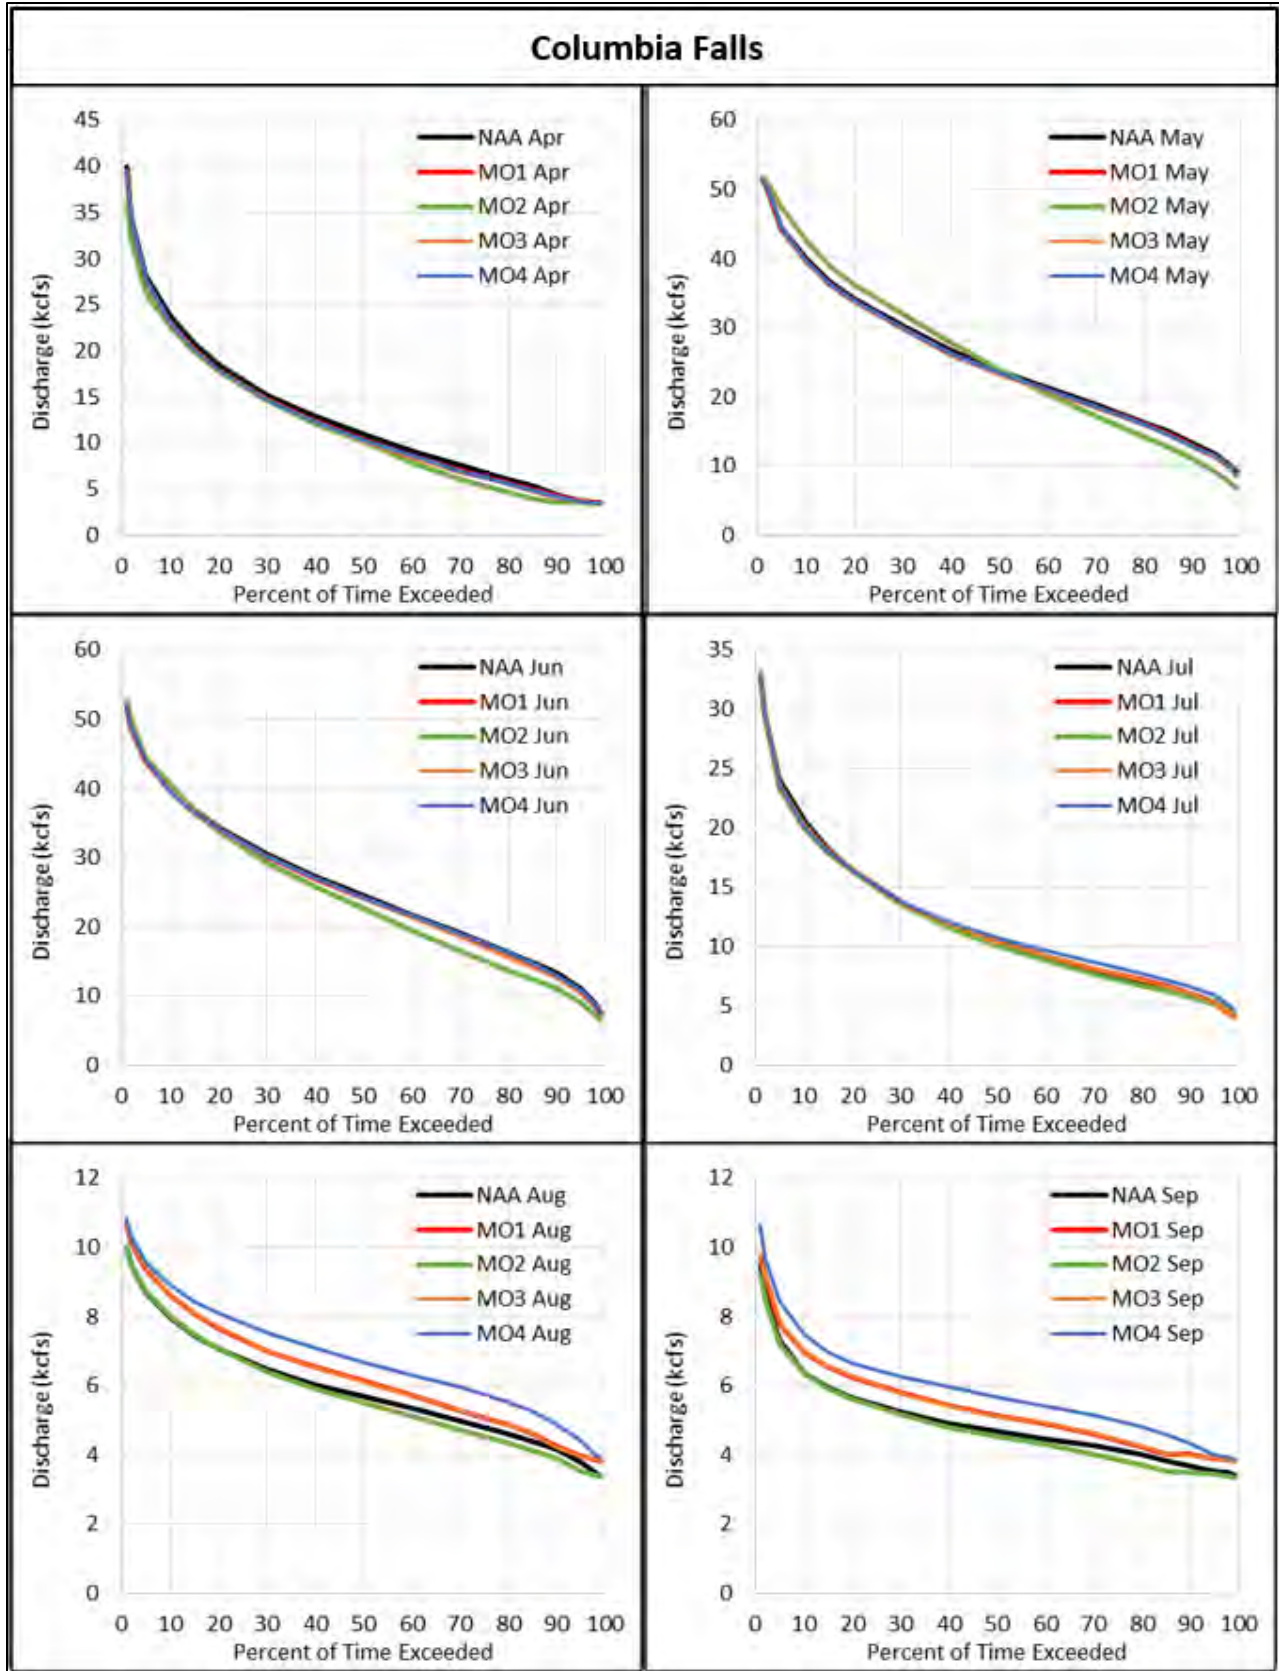 Columbia Falls
45
40
35
30
25
20
15
10
5
0
Discharge (kcfs)
NAA Apr
MO1 Apr
MO2 Apr
MO3 Apr
MO4 Apr
0 10 20 30 40 50 60 70 80 90 100
Percent of Time Exceeded
60
50
40
30
20
10
0
Discharge (kcfs)
NAA May
MO1 May
MO2 May
MO3 May
MO4 May
0 10 20 30 40 50 60 70 80 90 100
Percent of Time Exceeded
60
50
40
30
20
10
0
Discharge (kcfs)
NAA Jun
MO1 Jun
MO2 Jun
MO3 Jun
MO4 Jun
0 10 20 30 40 50 60 70 80 90 100
Percent of Time Exceeded
35
30
25
20
15
10
5
0
Discharge (kcfs)
NAA Jul
MO1 Jul
MO2 Jul
MO3 Jul
MO4 Jul
0 10 20 30 40 50 60 70 80 90 100
Percent of Time Exceeded
12
10
8
6
4
2
0
Discharge (kcfs)
NAA Aug
MO1 Aug
MO2 Aug
MO3 Aug
MO4 Aug
0 10 20 30 40 50 60 70 80 90 100
Percent of Time Exceeded
12
10
8
6
4
2
0
Discharge (kcfs)
NAA Sep
MO1 Sep
MO2 Sep
MO3 Sep
MO4 Sep
0 10 20 30 40 50 60 70 80 90 100
Percent of Time Exceeded